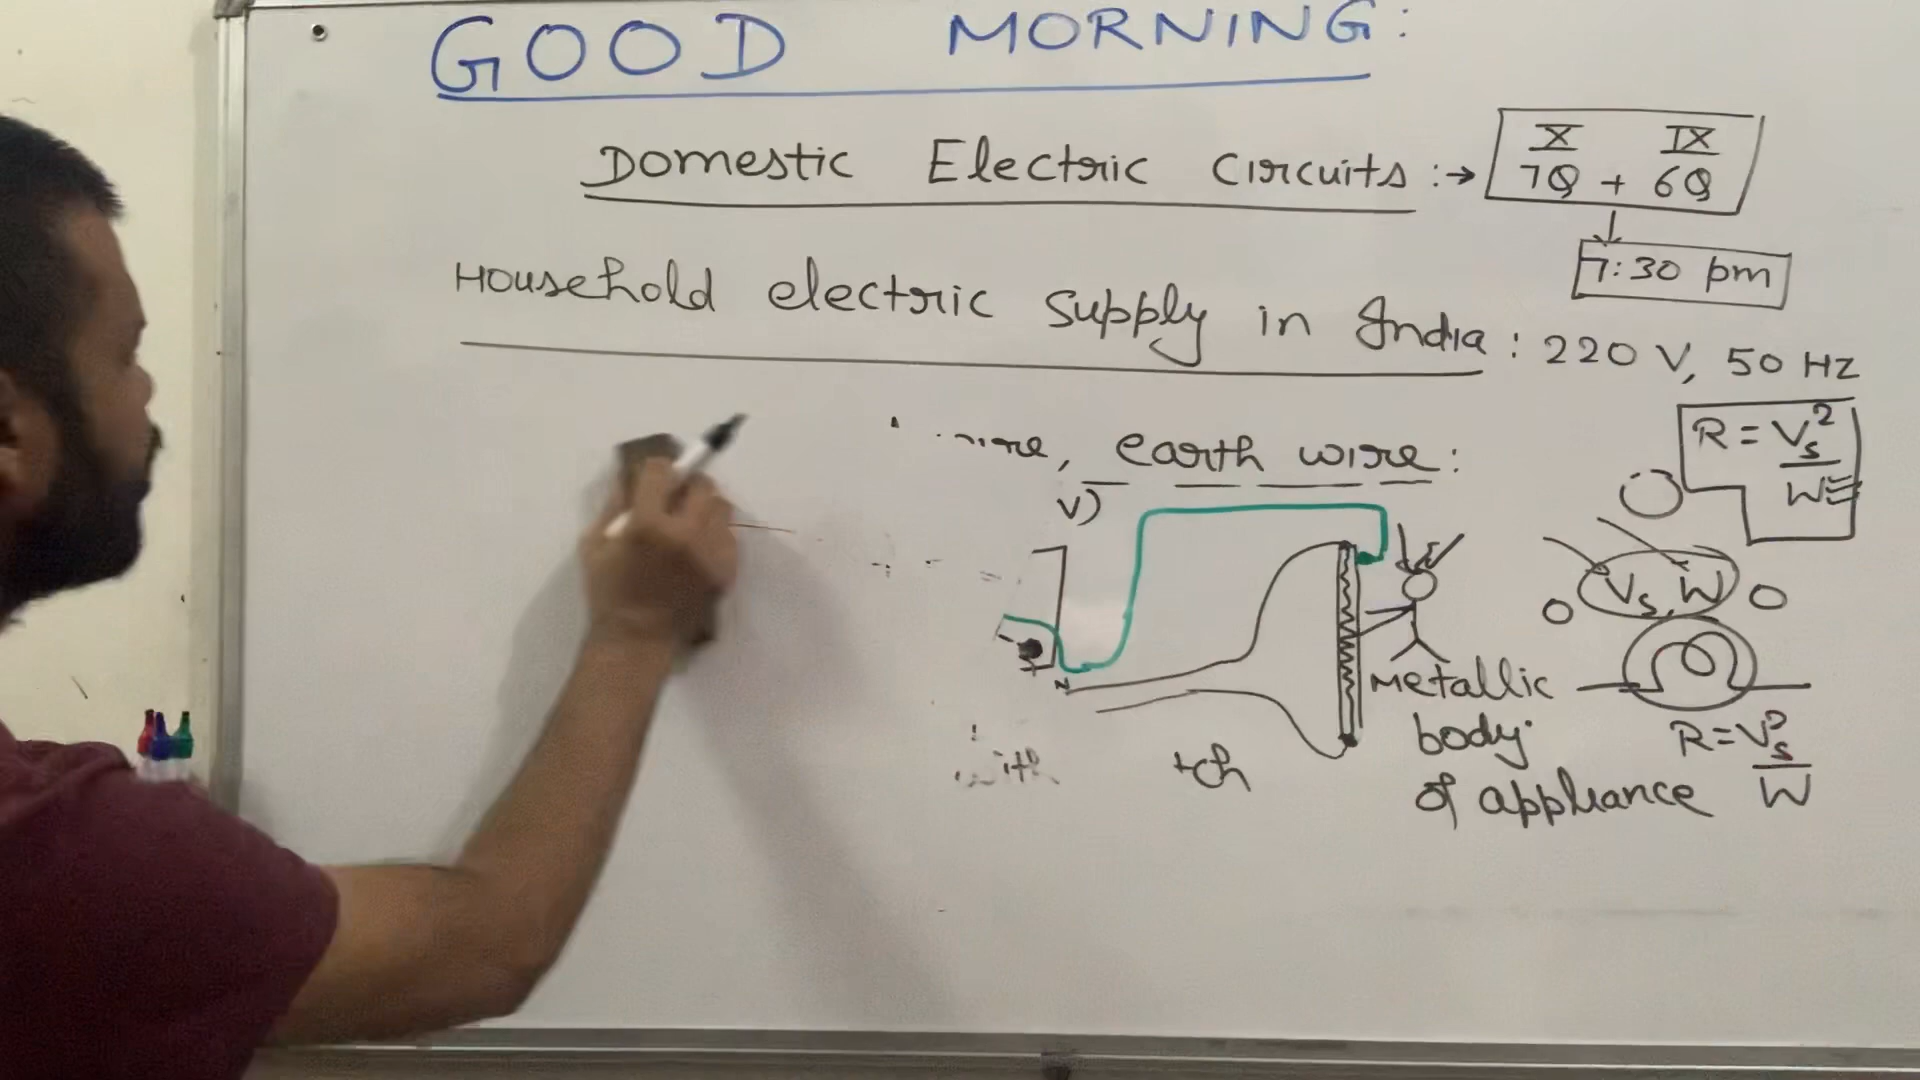 GOOD MORNING:
Domestic Electric Circuits :→
X IX
7Q + 6Q
7:30 pm
Household electric supply in India : 220 V, 50 Hz
earth wire :
V)
R = Vs²/W
Vs, W
N
Metallic
body
of appliance
R = Vs²/W